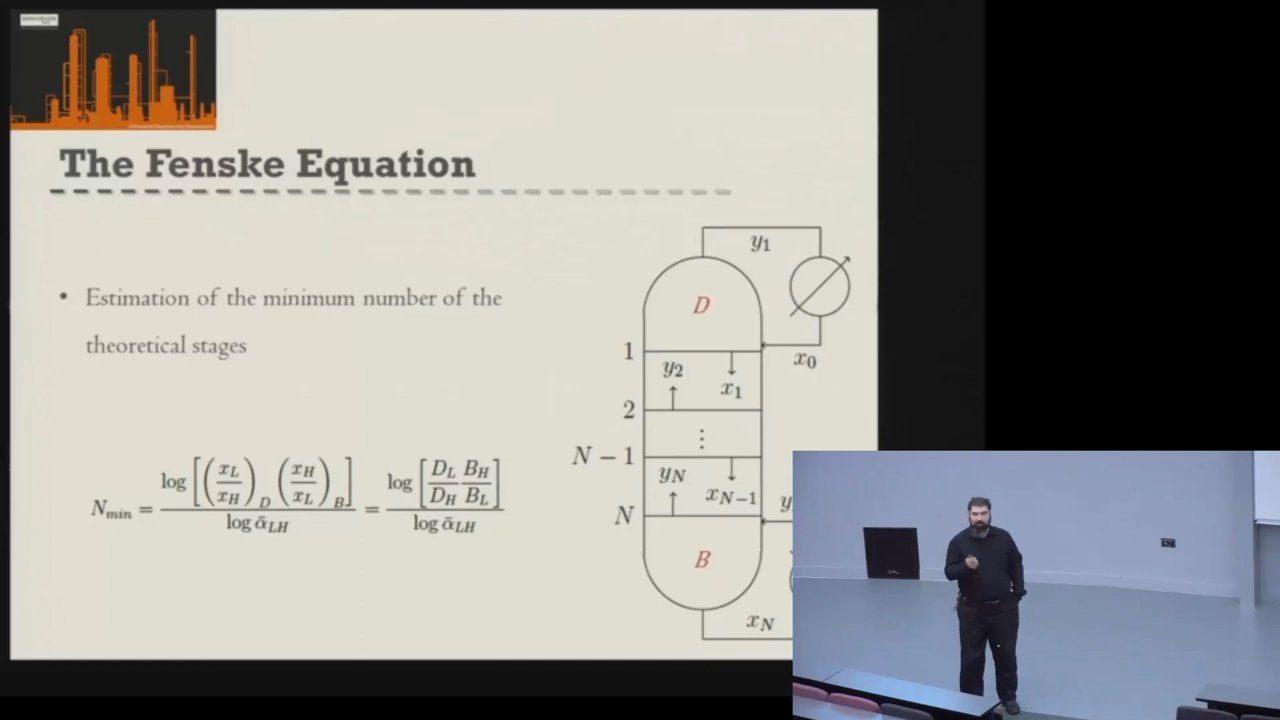 The Fenske Equation
• Estimation of the minimum number of the
theoretical stages
N_min = log [(x_L/x_H)_D (x_H/x_L)_B] / log ᾱ_LH = log [D_L/D_H B_H/B_L] / log ᾱ_LH
y_1
D
x_0
1
y_2
x_1
2
⋮
N − 1
y_N
x_{N−1}
N
y
B
x_N